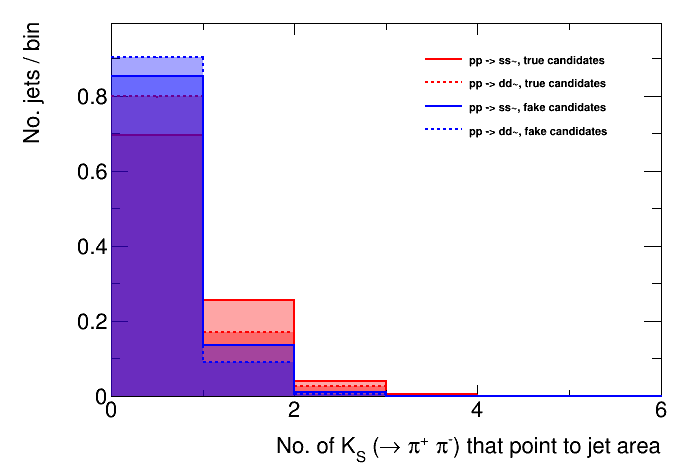 No. jets / bin
pp -> ss~, true candidates
pp -> dd~, true candidates
pp -> ss~, fake candidates
pp -> dd~, fake candidates
0.8
0.6
0.4
0.2
0
0 2 4 6
No. of K_S (→ π⁺ π⁻) that point to jet area